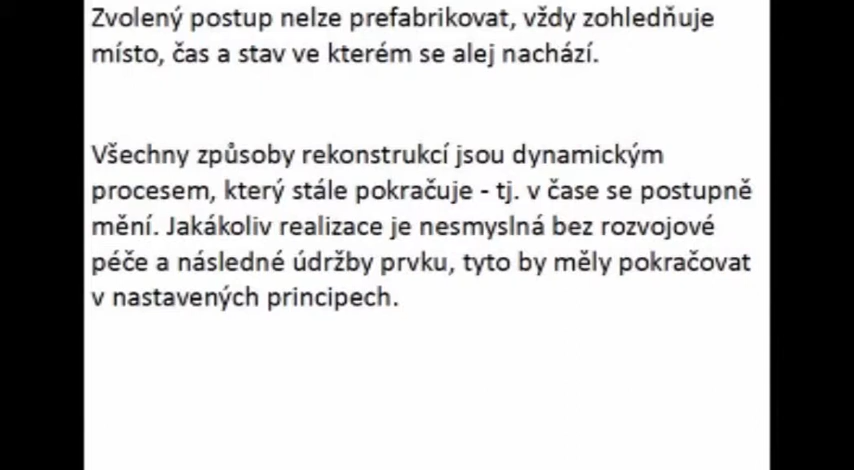 Zvolený postup nelze prefabrikovat, vždy zohledňuje
místo, čas a stav ve kterém se alej nachází.
Všechny způsoby rekonstrukcí jsou dynamickým
procesem, který stále pokračuje - tj. v čase se postupně
mění. Jakákoliv realizace je nesmyslná bez rozvojové
péče a následné údržby prvku, tyto by měly pokračovat
v nastavených principech.